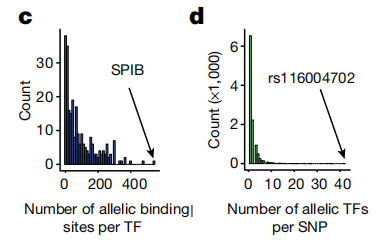 c
SPIB
Count
30
20
10
0
0 200 400
Number of allelic binding|
sites per TF
d
rs116004702
Count (×1,000)
6
4
2
0
0 10 20 30 40
Number of allelic TFs
per SNP